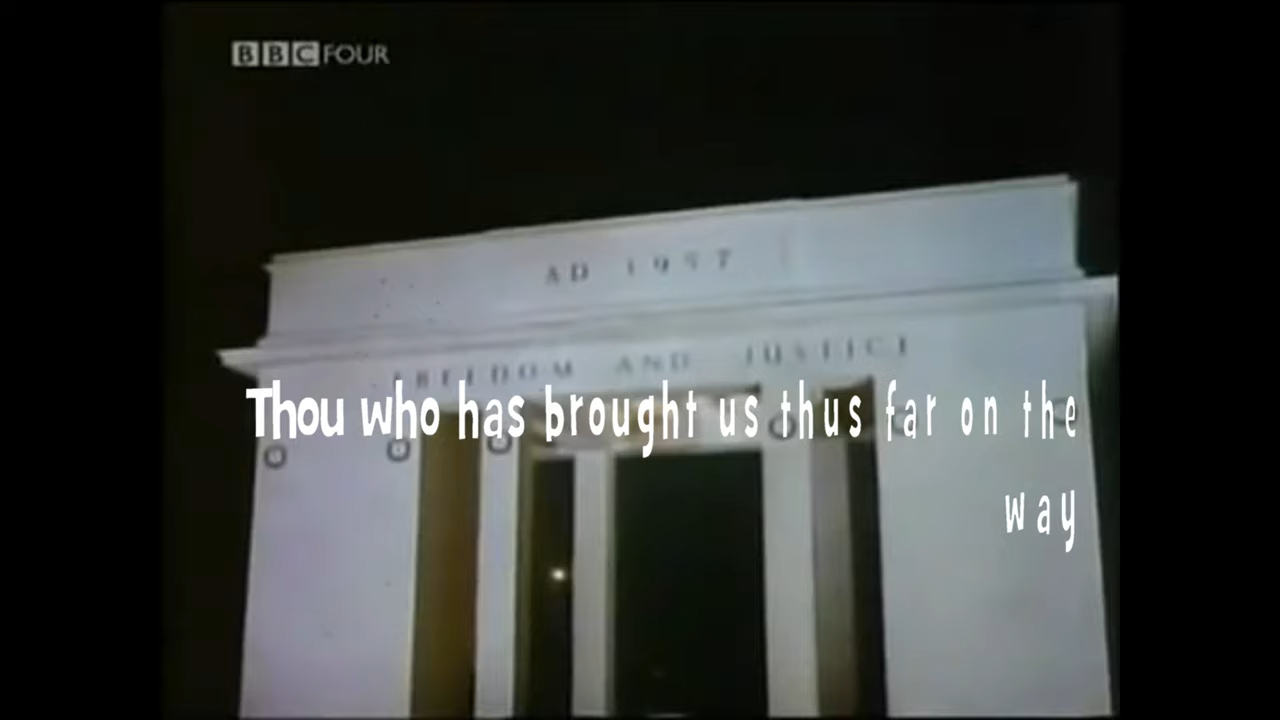 BBC FOUR
AD 1957
FREEDOM AND JUSTICE
Thou who has brought us thus far on the
way